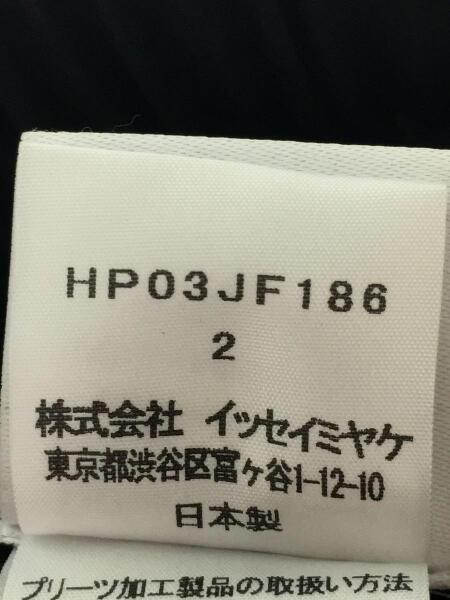 HP03JF186
2
株式会社 イッセイミヤケ
東京都渋谷区富ヶ谷1-12-10
日本製
プリーツ加工製品の取扱い方法